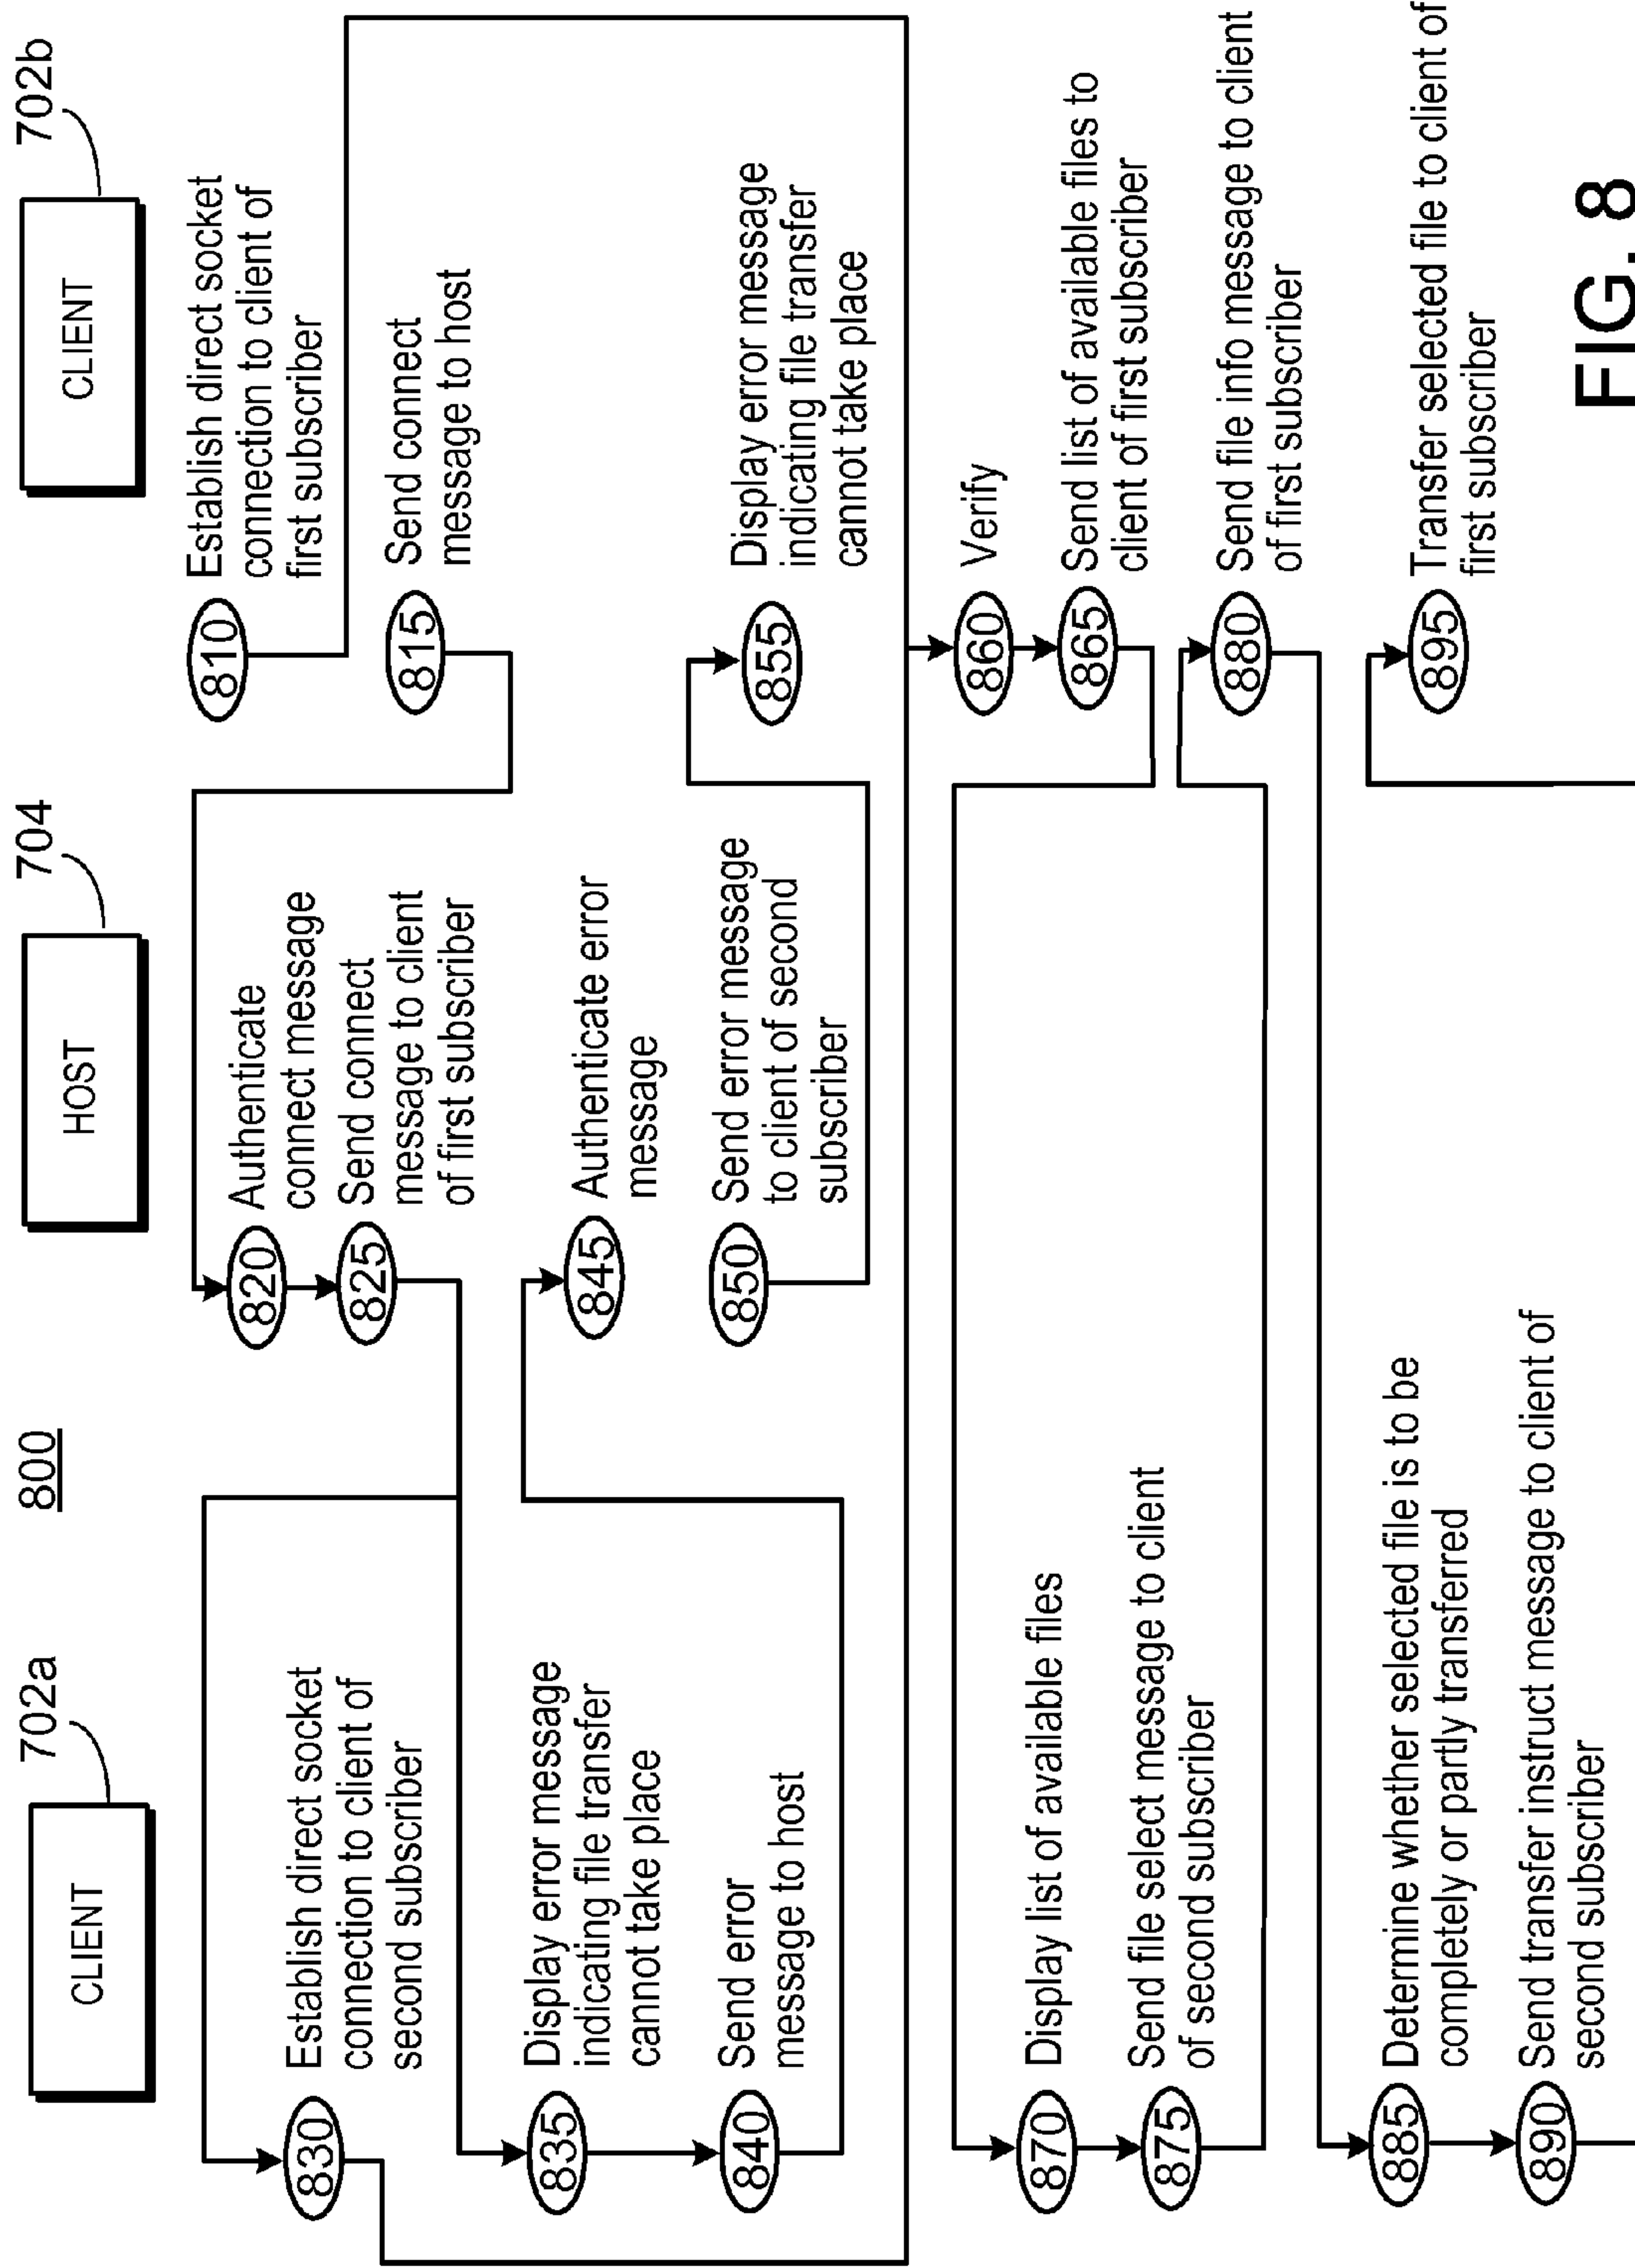 800
702a
704
702b
CLIENT
HOST
CLIENT
810
Establish direct socket
connection to client of
first subscriber
815
Send connect
message to host
820
Authenticate
connect message
825
Send connect
message to client
of first subscriber
830
Establish direct socket
connection to client of
second subscriber
835
Display error message
indicating file transfer
cannot take place
840
Send error
message to host
845
Authenticate error
message
850
Send error message
to client of second
subscriber
855
Display error message
indicating file transfer
cannot take place
860
Verify
865
Send list of available files to
client of first subscriber
870
Display list of available files
875
Send file select message to client
of second subscriber
880
Send file info message to client
of first subscriber
885
Determine whether selected file is to be
completely or partly transferred
890
Send transfer instruct message to client of
second subscriber
895
Transfer selected file to client of
first subscriber
FIG. 8